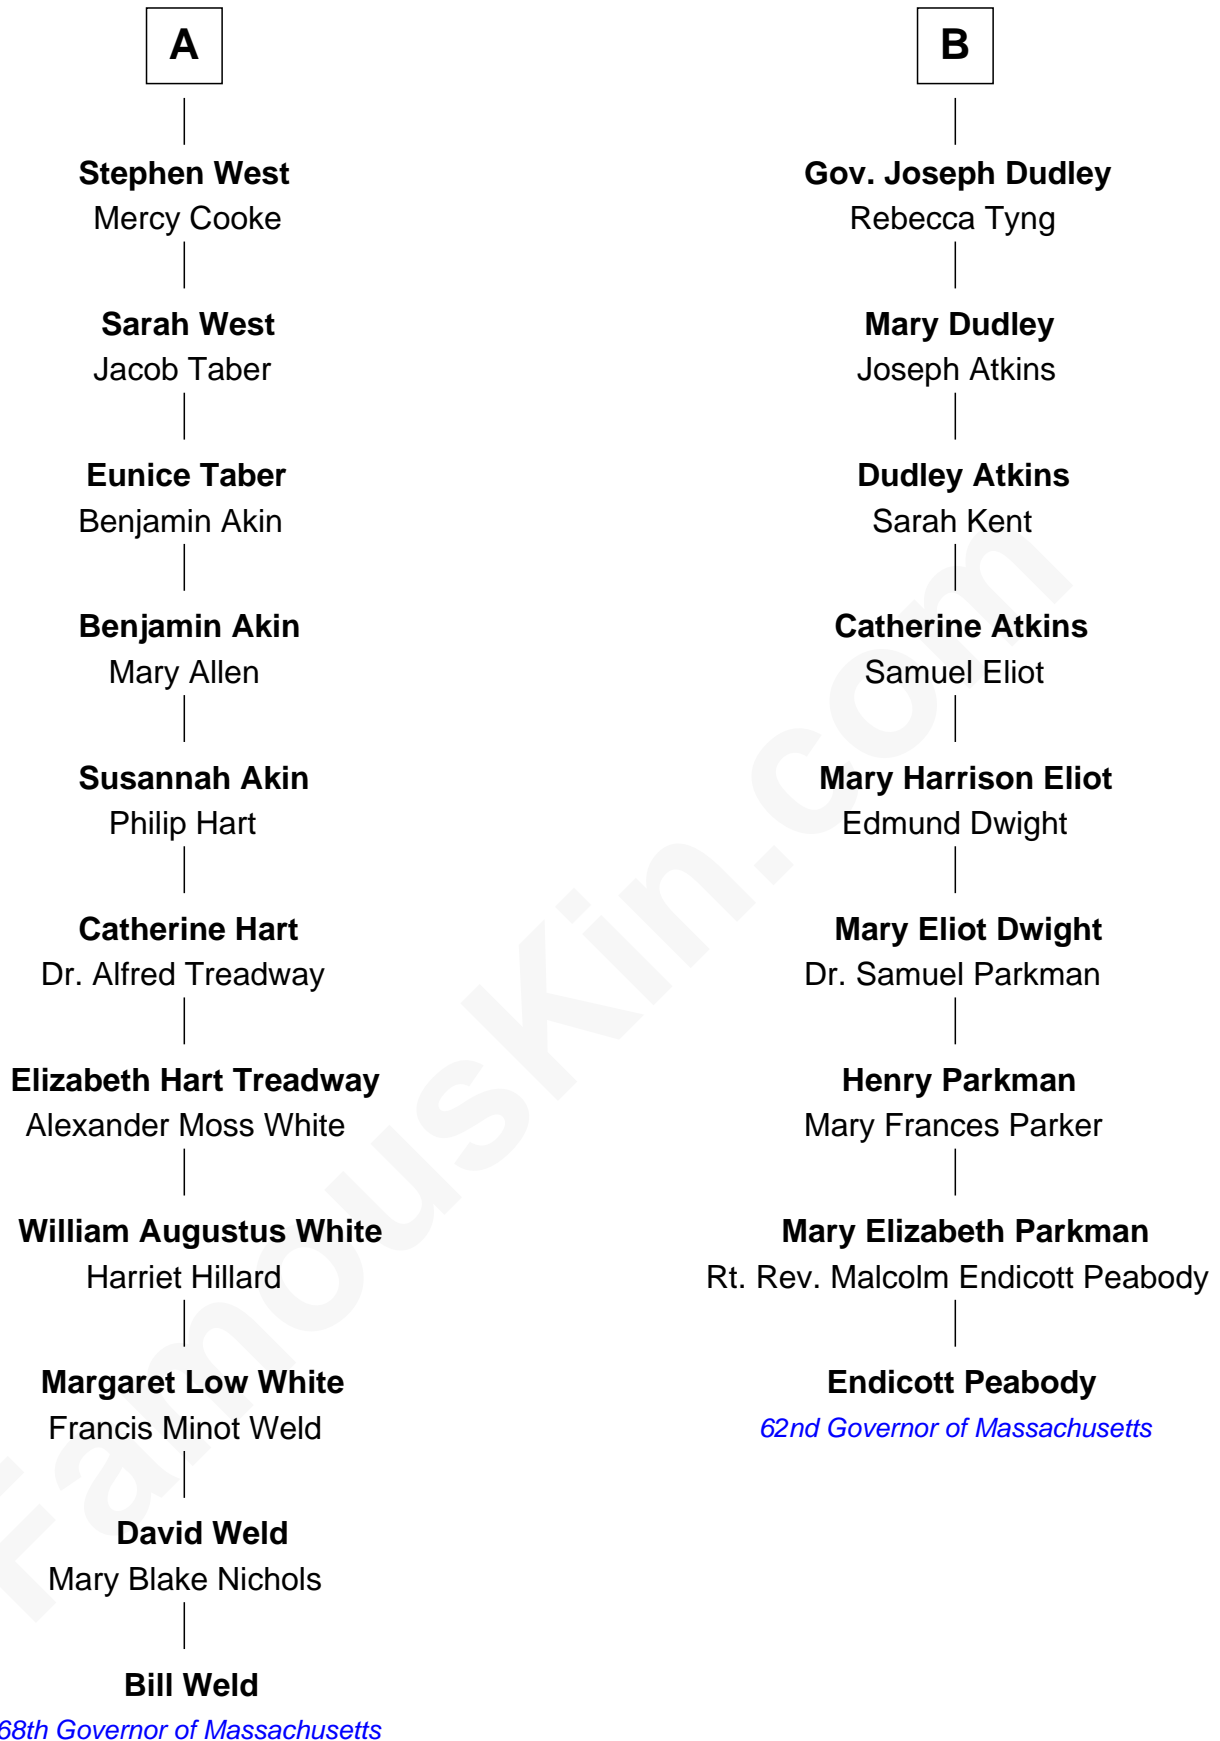 A
Stephen West
Mercy Cooke
Sarah West
Jacob Taber
Eunice Taber
Benjamin Akin
Benjamin Akin
Mary Allen
Susannah Akin
Philip Hart
Catherine Hart
Dr. Alfred Treadway
Elizabeth Hart Treadway
Alexander Moss White
William Augustus White
Harriet Hillard
Margaret Low White
Francis Minot Weld
David Weld
Mary Blake Nichols
Bill Weld
68th Governor of Massachusetts
B
Gov. Joseph Dudley
Rebecca Tyng
Mary Dudley
Joseph Atkins
Dudley Atkins
Sarah Kent
Catherine Atkins
Samuel Eliot
Mary Harrison Eliot
Edmund Dwight
Mary Eliot Dwight
Dr. Samuel Parkman
Henry Parkman
Mary Frances Parker
Mary Elizabeth Parkman
Rt. Rev. Malcolm Endicott Peabody
Endicott Peabody
62nd Governor of Massachusetts
FamousKin.com